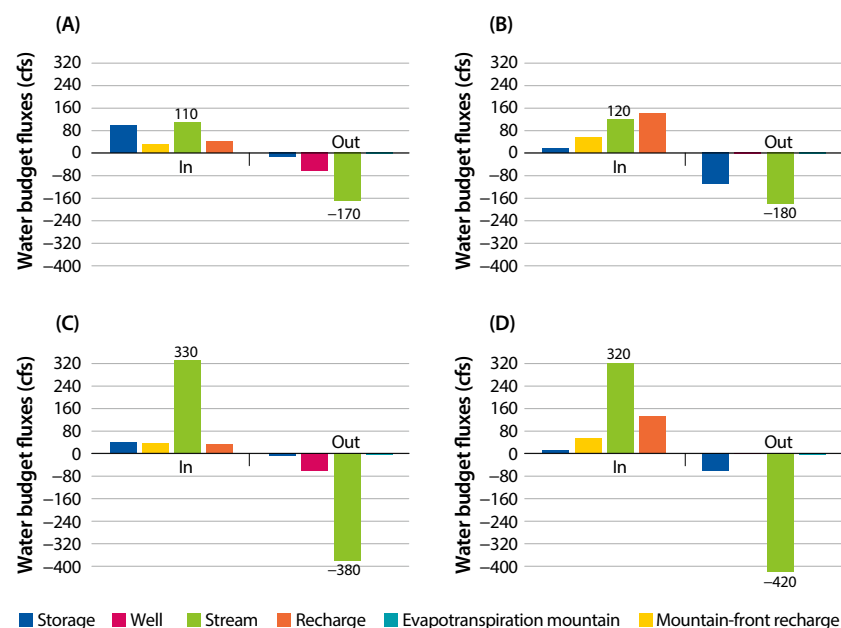 (A)
Water budget fluxes (cfs)
320
240
160
80
0
−80
−160
−240
−320
−400
110
In
Out
−170
(B)
Water budget fluxes (cfs)
320
240
160
80
0
−80
−160
−240
−320
−400
120
In
Out
−180
(C)
Water budget fluxes (cfs)
320
240
160
80
0
−80
−160
−240
−320
−400
330
In
Out
−380
(D)
Water budget fluxes (cfs)
320
240
160
80
0
−80
−160
−240
−320
−400
320
In
Out
−420
Storage Well Stream Recharge Evapotranspiration mountain Mountain-front recharge